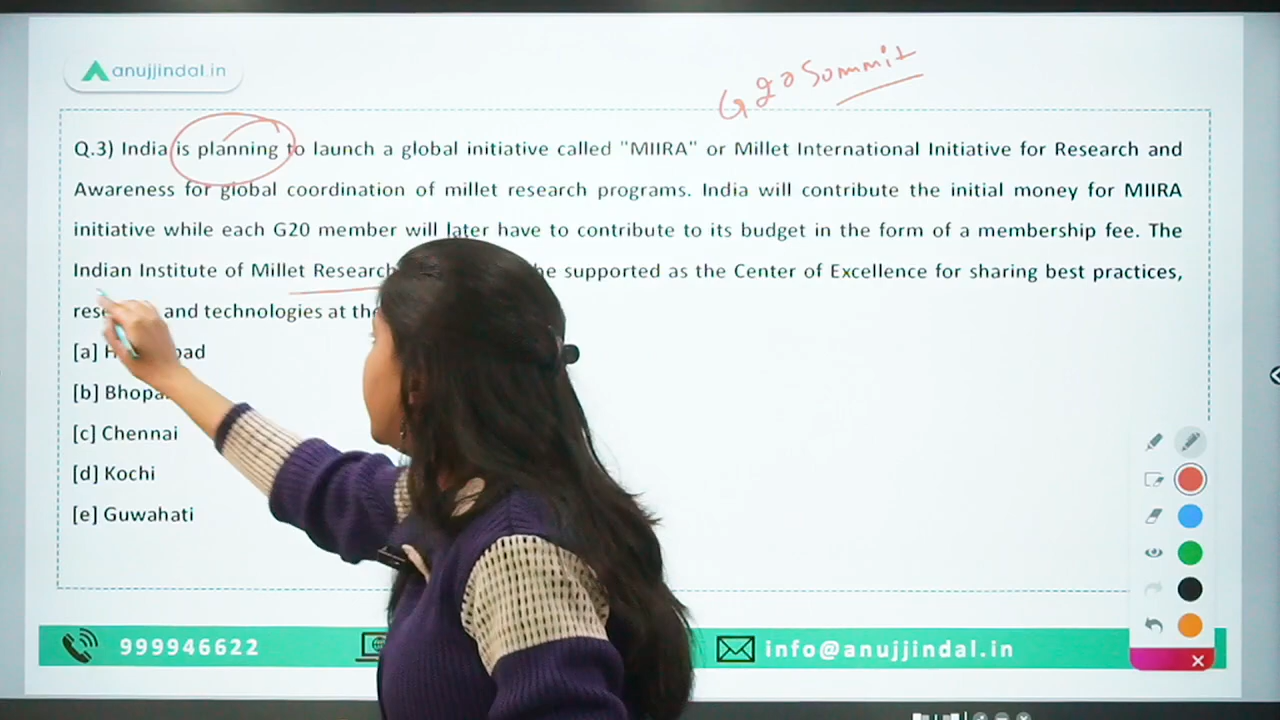 anujjindal.in
G20 Summit
Q.3) India is planning to launch a global initiative called "MIIRA" or Millet International Initiative for Research and
Awareness for global coordination of millet research programs. India will contribute the initial money for MIIRA
initiative while each G20 member will later have to contribute to its budget in the form of a membership fee. The
Indian Institute of Millet Research be supported as the Center of Excellence for sharing best practices,
and technologies at the
[a]
[b] Bhopal
[c] Chennai
[d] Kochi
[e] Guwahati
999946622
info@anujjindal.in